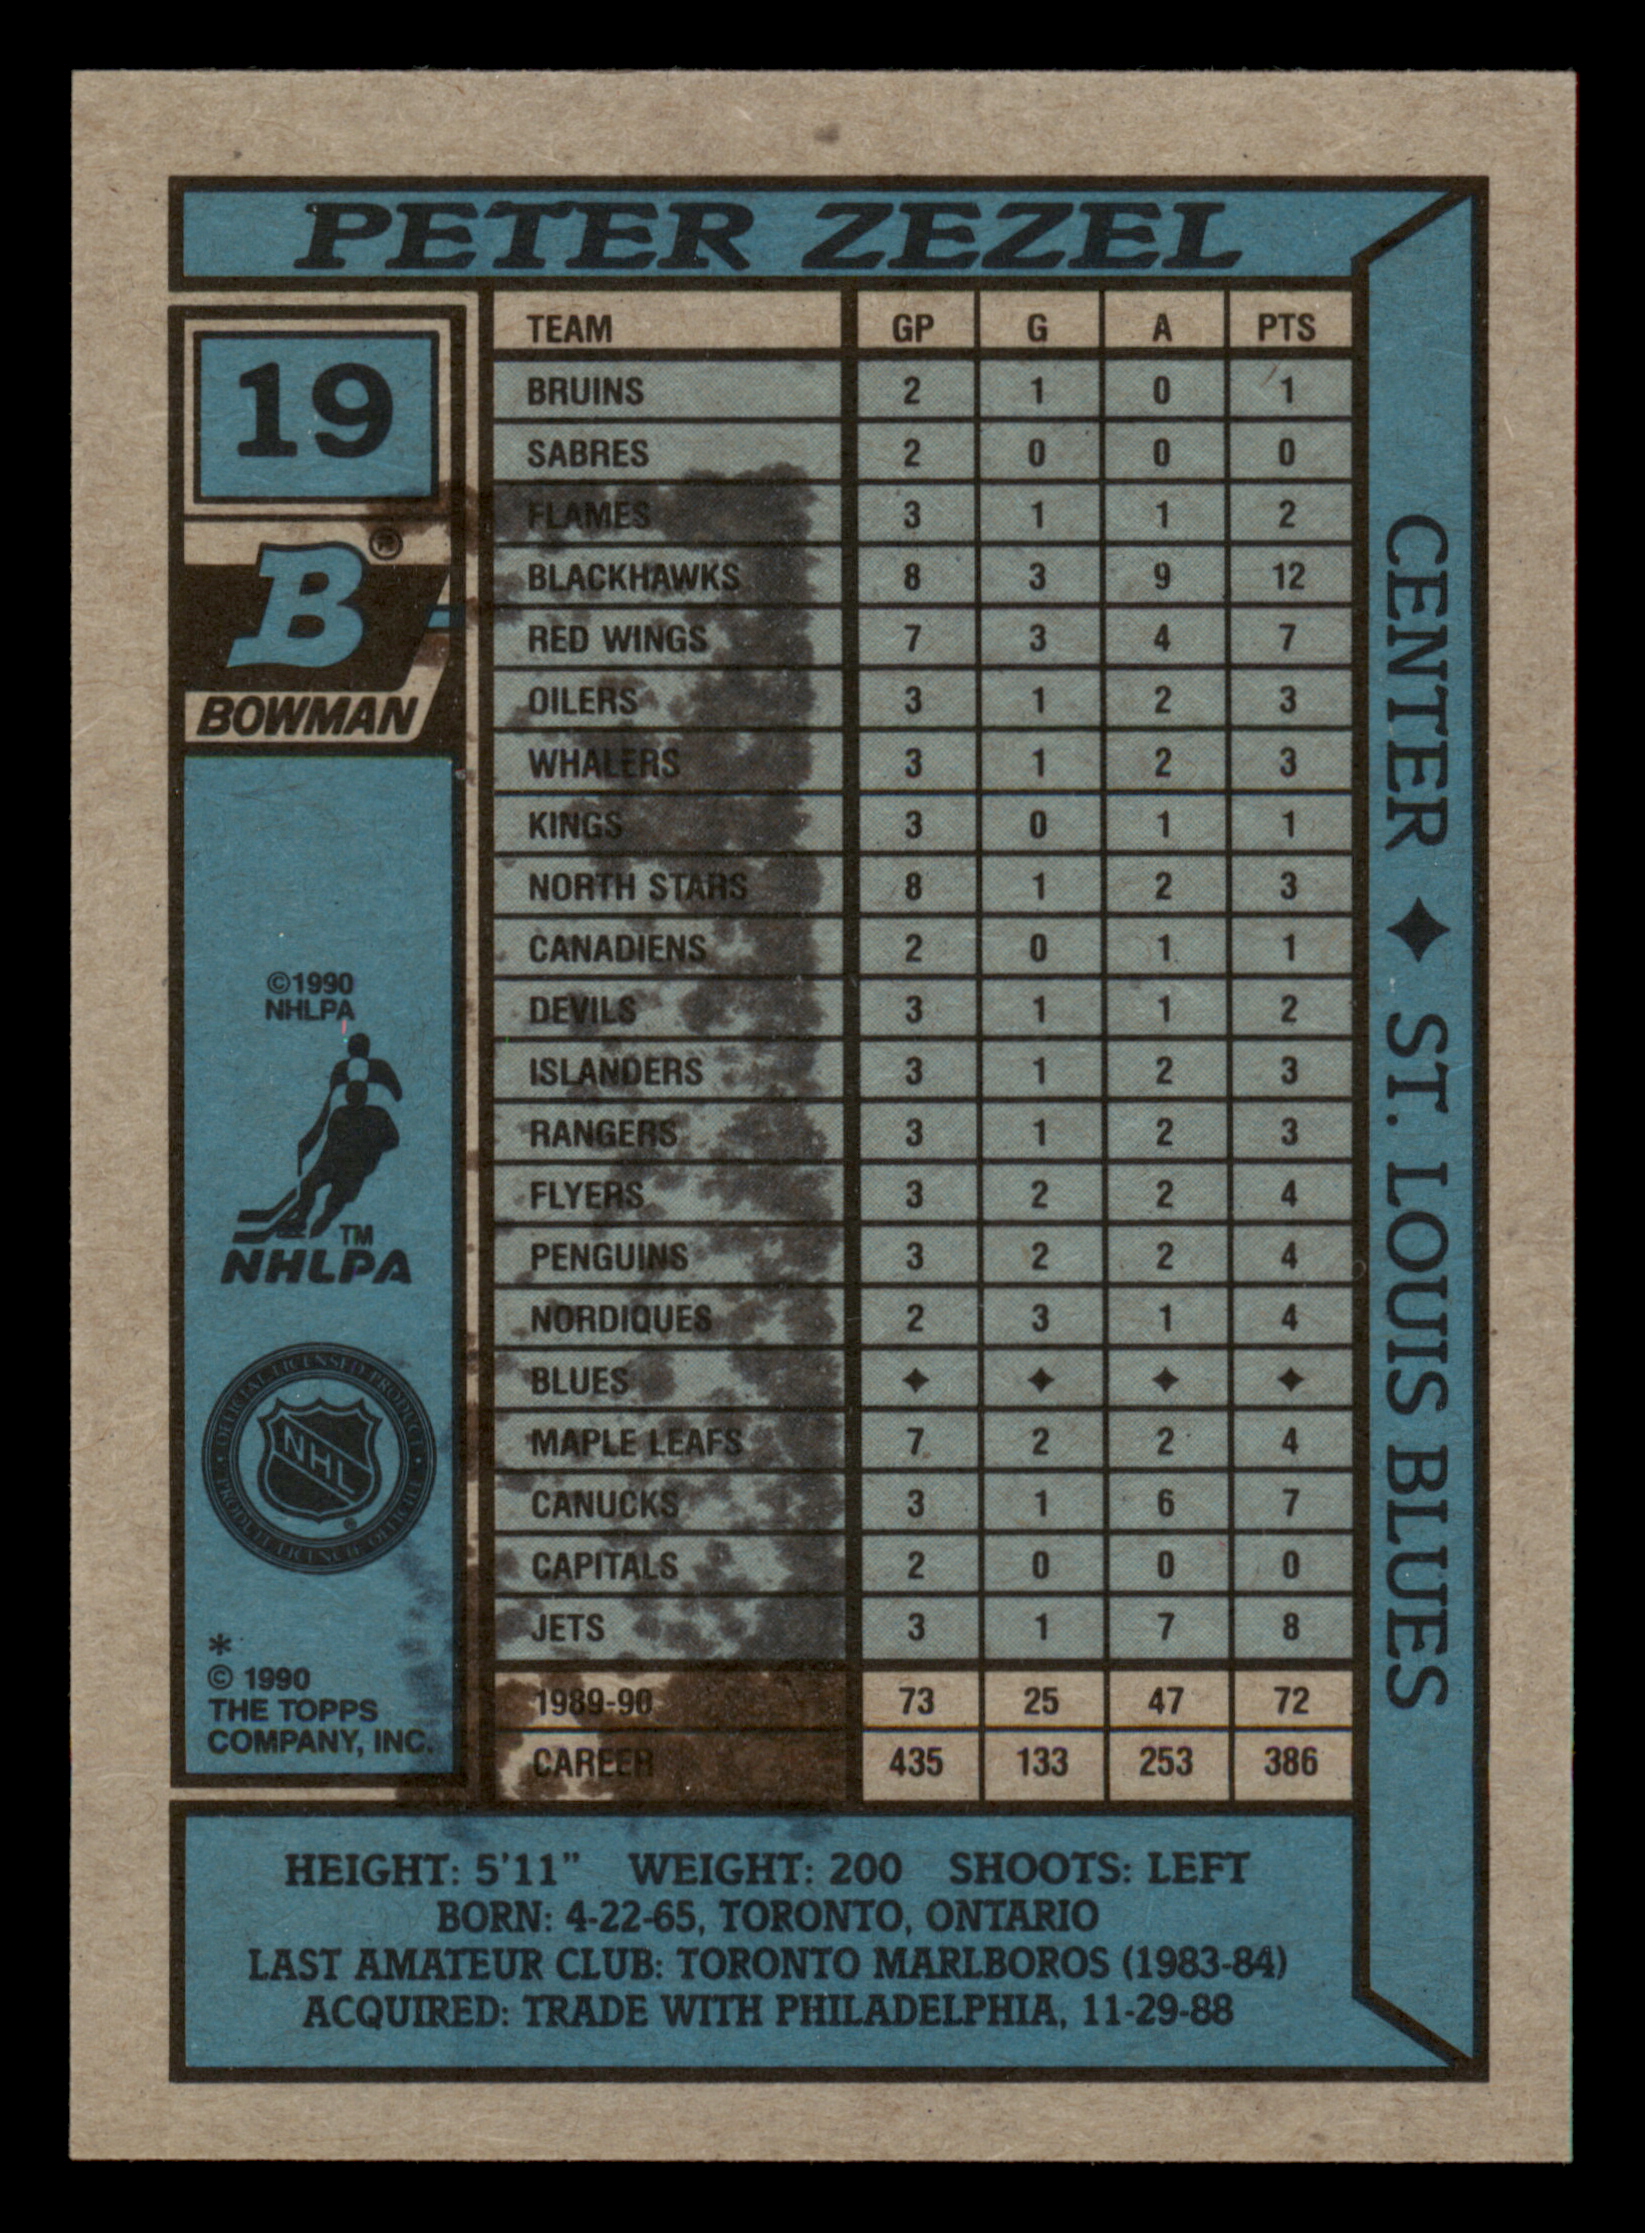 PETER ZEZEL
19
®
B
BOWMAN
©1990
NHLPA
TM
NHLPA
OFFICIAL LICENSED PRODUCT
NHL
®
*
© 1990
THE TOPPS
COMPANY, INC.
TEAM GP G A PTS
BRUINS 2 1 0 1
SABRES 2 0 0 0
FLAMES 3 1 1 2
BLACKHAWKS 8 3 9 12
RED WINGS 7 3 4 7
OILERS 3 1 2 3
WHALERS 3 1 2 3
KINGS 3 0 1 1
NORTH STARS 8 1 2 3
CANADIENS 2 0 1 1
DEVILS 3 1 1 2
ISLANDERS 3 1 2 3
RANGERS 3 1 2 3
FLYERS 3 2 2 4
PENGUINS 3 2 2 4
NORDIQUES 2 3 1 4
BLUES ✦ ✦ ✦ ✦
MAPLE LEAFS 7 2 2 4
CANUCKS 3 1 6 7
CAPITALS 2 0 0 0
JETS 3 1 7 8
1989-90 73 25 47 72
CAREER 435 133 253 386
CENTER ✦ ST. LOUIS BLUES
HEIGHT: 5'11" WEIGHT: 200 SHOOTS: LEFT
BORN: 4-22-65, TORONTO, ONTARIO
LAST AMATEUR CLUB: TORONTO MARLBOROS (1983-84)
ACQUIRED: TRADE WITH PHILADELPHIA, 11-29-88